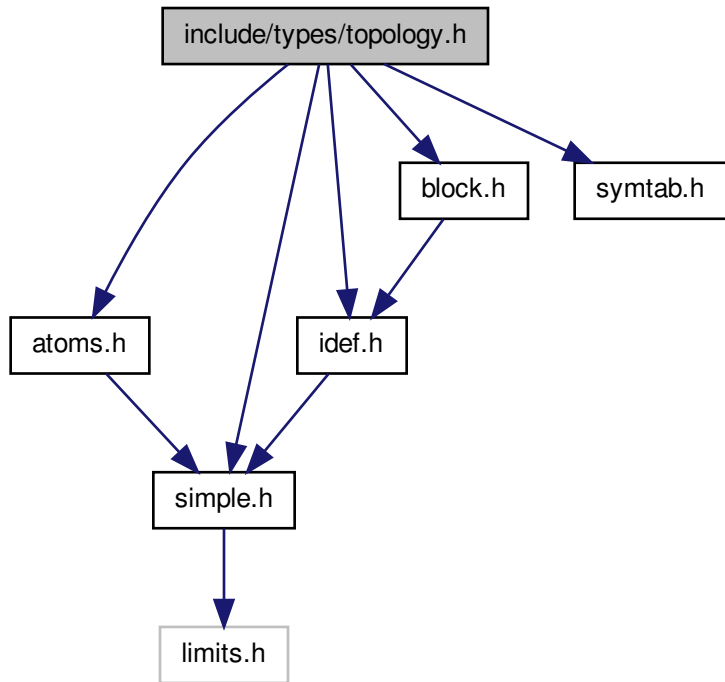 include/types/topology.h
block.h
symtab.h
atoms.h
idef.h
simple.h
limits.h